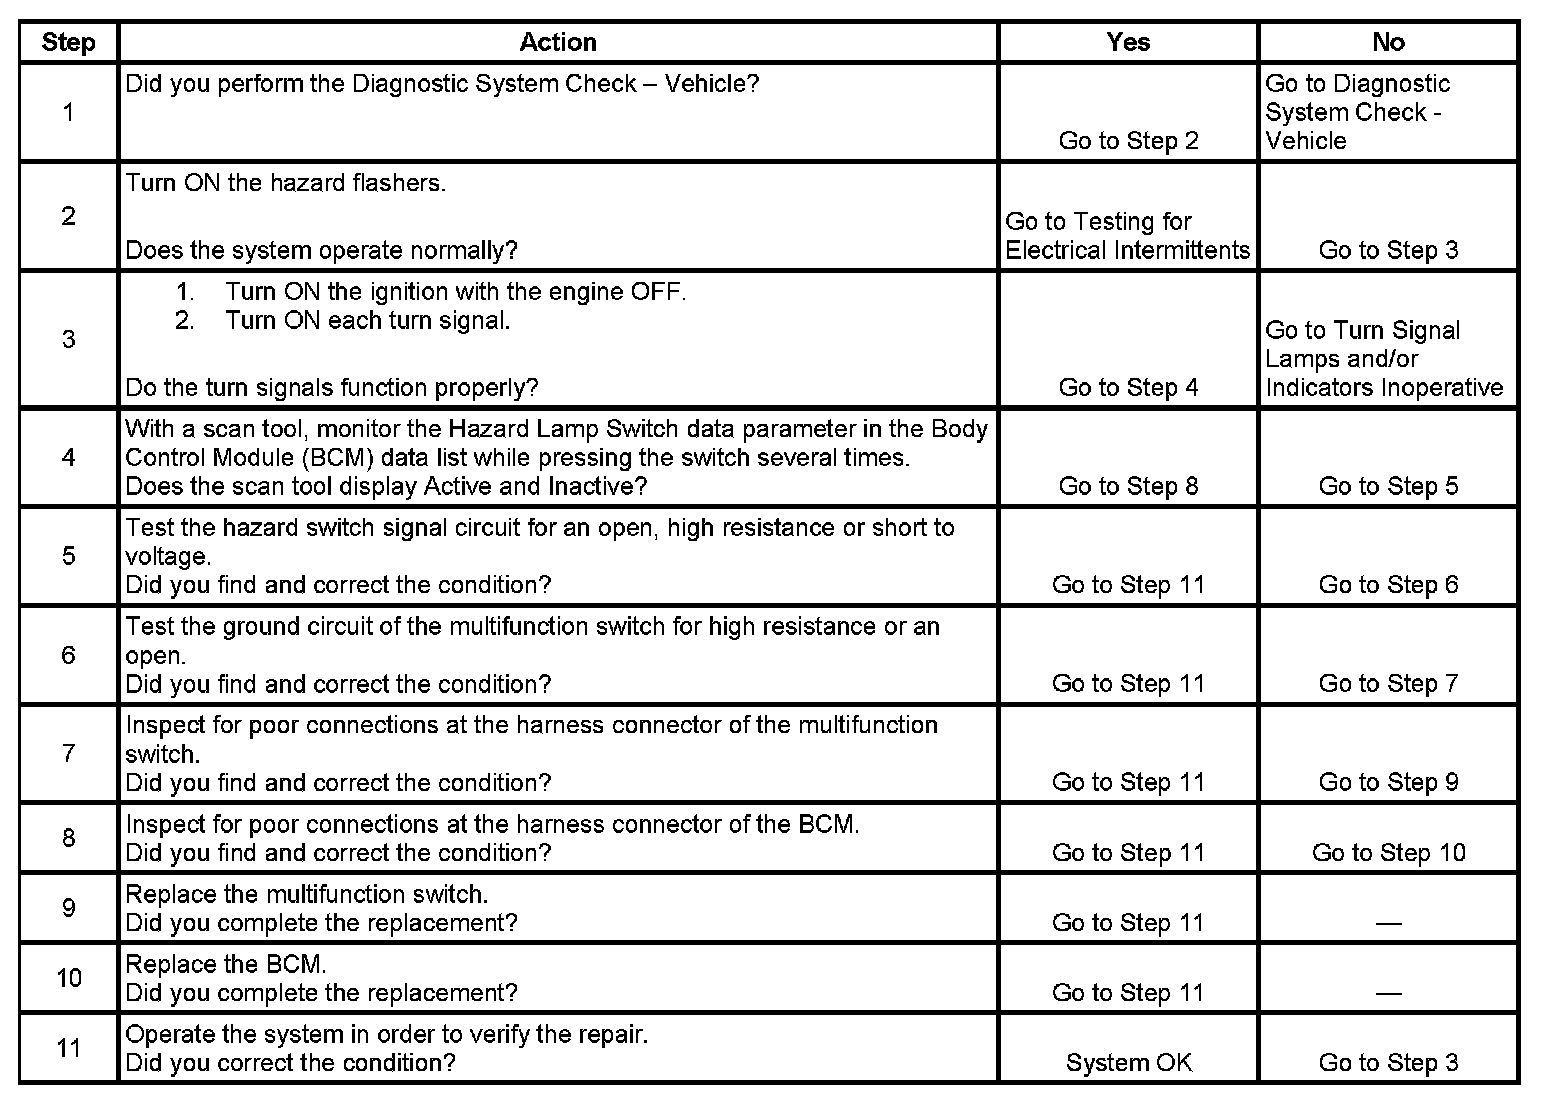 Step Action Yes No
1
Did you perform the Diagnostic System Check – Vehicle?
Go to Step 2
Go to Diagnostic
System Check -
Vehicle
2
Turn ON the hazard flashers.
Does the system operate normally?
Go to Testing for
Electrical Intermittents
Go to Step 3
3
1. Turn ON the ignition with the engine OFF.
2. Turn ON each turn signal.
Do the turn signals function properly?
Go to Step 4
Go to Turn Signal
Lamps and/or
Indicators Inoperative
4
With a scan tool, monitor the Hazard Lamp Switch data parameter in the Body
Control Module (BCM) data list while pressing the switch several times.
Does the scan tool display Active and Inactive?
Go to Step 8
Go to Step 5
5
Test the hazard switch signal circuit for an open, high resistance or short to
voltage.
Did you find and correct the condition?
Go to Step 11
Go to Step 6
6
Test the ground circuit of the multifunction switch for high resistance or an
open.
Did you find and correct the condition?
Go to Step 11
Go to Step 7
7
Inspect for poor connections at the harness connector of the multifunction
switch.
Did you find and correct the condition?
Go to Step 11
Go to Step 9
8
Inspect for poor connections at the harness connector of the BCM.
Did you find and correct the condition?
Go to Step 11
Go to Step 10
9
Replace the multifunction switch.
Did you complete the replacement?
Go to Step 11
—
10
Replace the BCM.
Did you complete the replacement?
Go to Step 11
—
11
Operate the system in order to verify the repair.
Did you correct the condition?
System OK
Go to Step 3